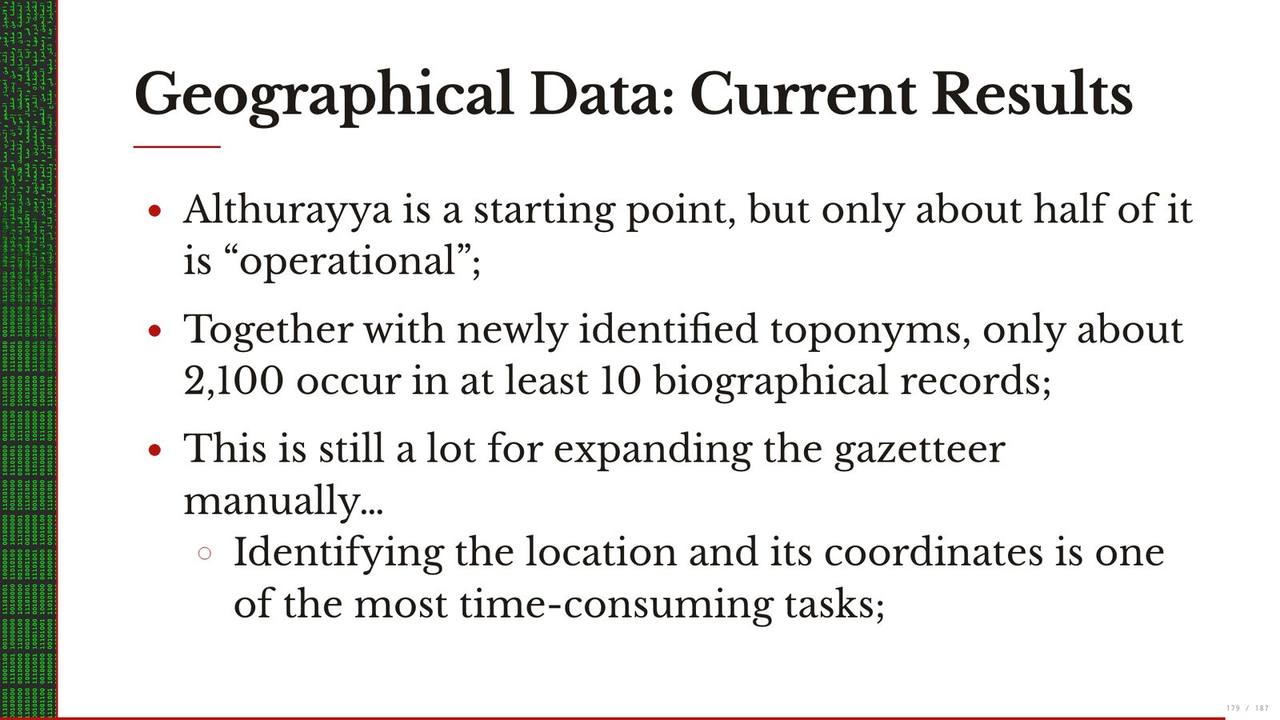 Geographical Data: Current Results
• Althurayya is a starting point, but only about half of it
is “operational”;
• Together with newly identified toponyms, only about
2,100 occur in at least 10 biographical records;
• This is still a lot for expanding the gazetteer
manually…
○ Identifying the location and its coordinates is one
of the most time-consuming tasks;
179 / 187